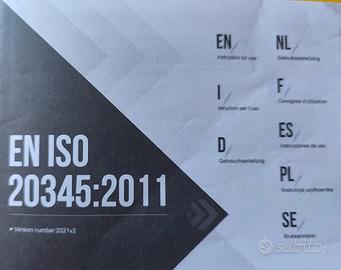 EN ISO
20345:2011
Version number:2021v2
EN
Instruction for use
I
Istruzioni per l'uso
D
Gebrauchsanleitung
NL
Gebruiksaanwijzing
F
Consignes d'utilisation
ES
Instrucciones de uso
PL
Instrukcja użytkownika
SE
Bruksanvisnin
subito